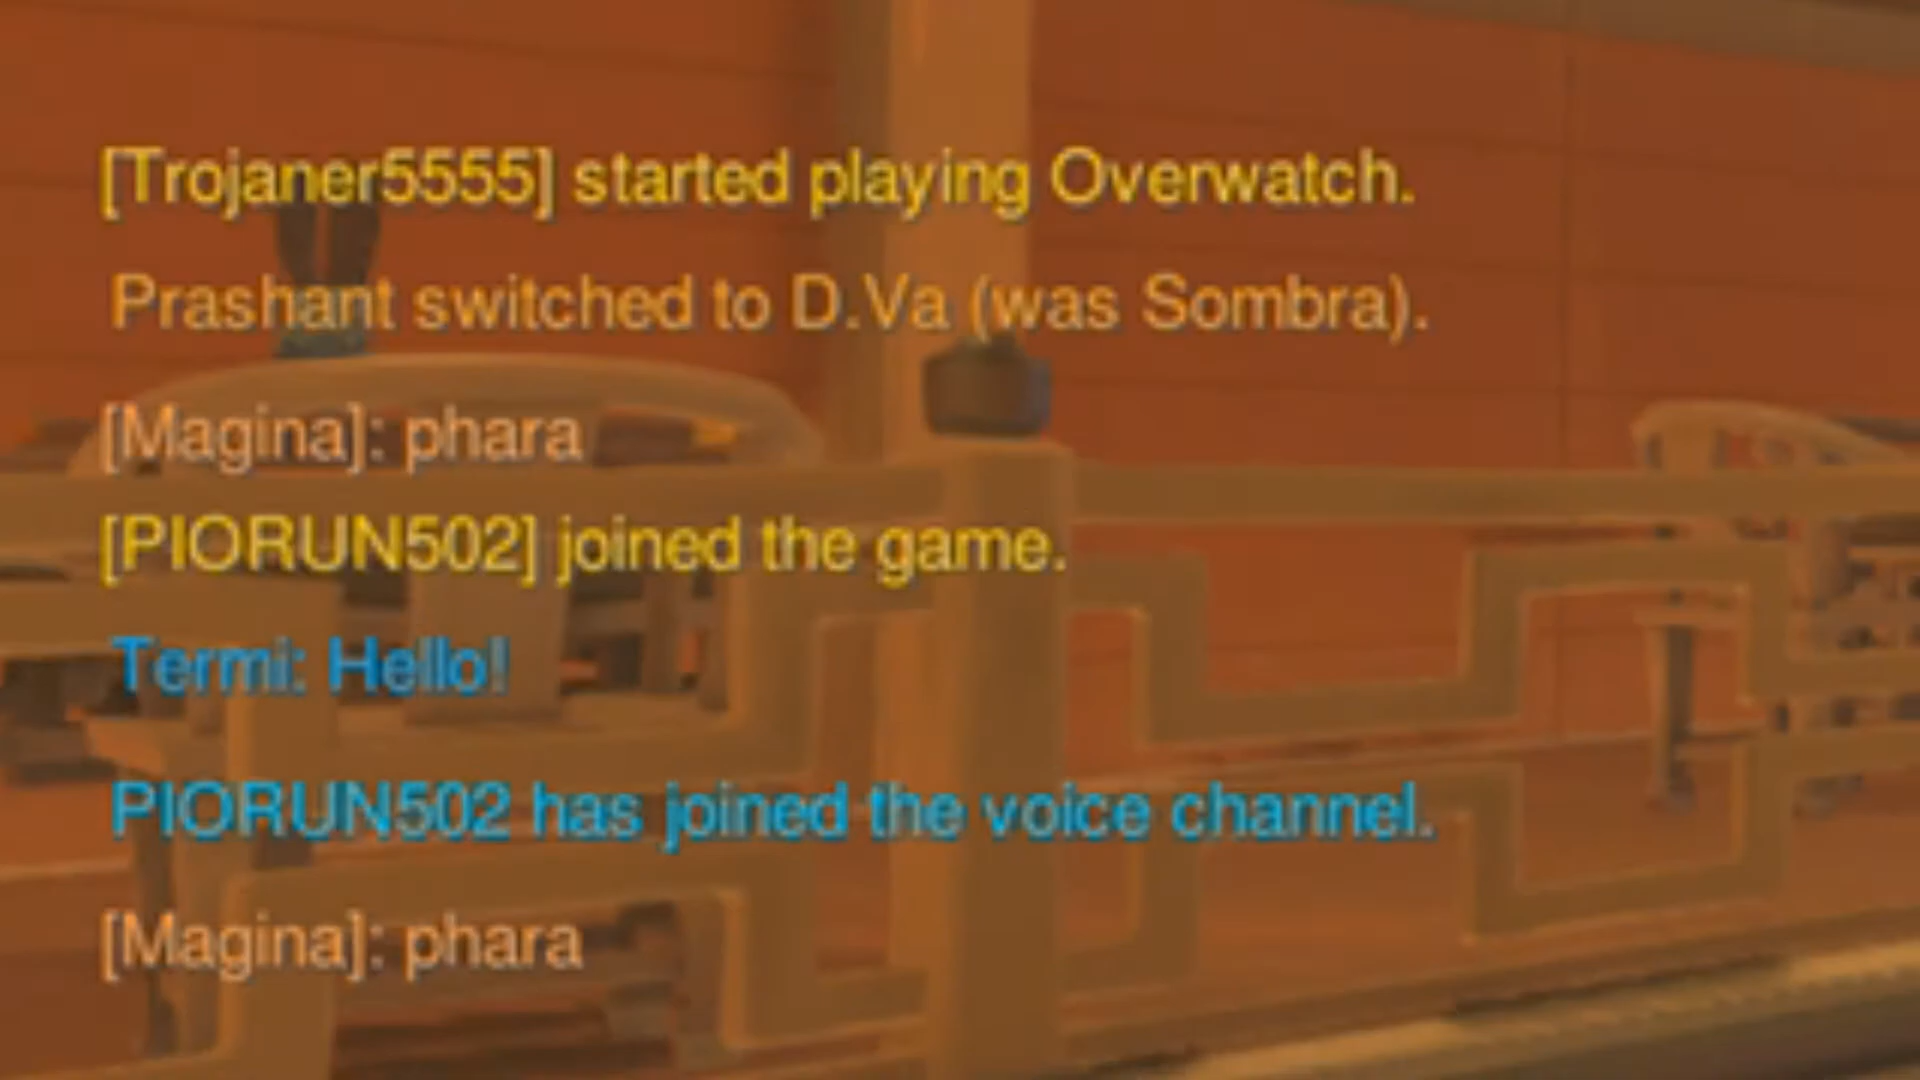 [Trojaner5555] started playing Overwatch.
Prashant switched to D.Va (was Sombra).
[Magina]: phara
[PIORUN502] joined the game.
Termi: Hello!
PIORUN502 has joined the voice channel.
[Magina]: phara